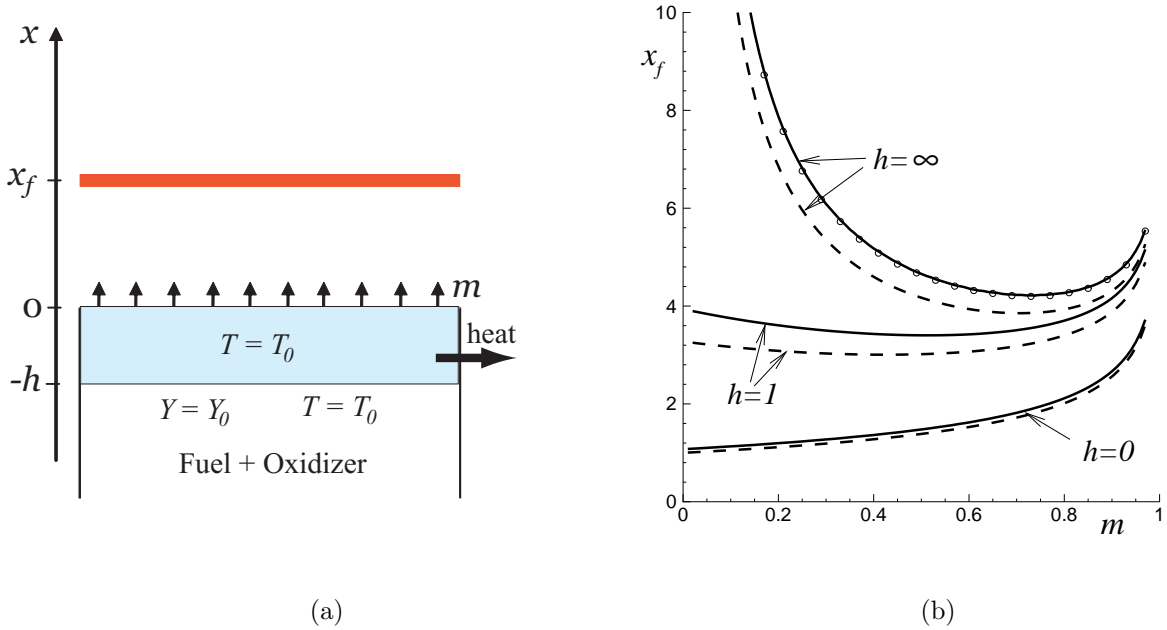 x
x_f
0
-h
m
heat
T = T_0
Y = Y_0
T = T_0
Fuel + Oxidizer
(a)
10
x_f
8
6
4
2
0
h=∞
h=1
h=0
0
0.2
0.4
0.6
0.8
m
1
(b)